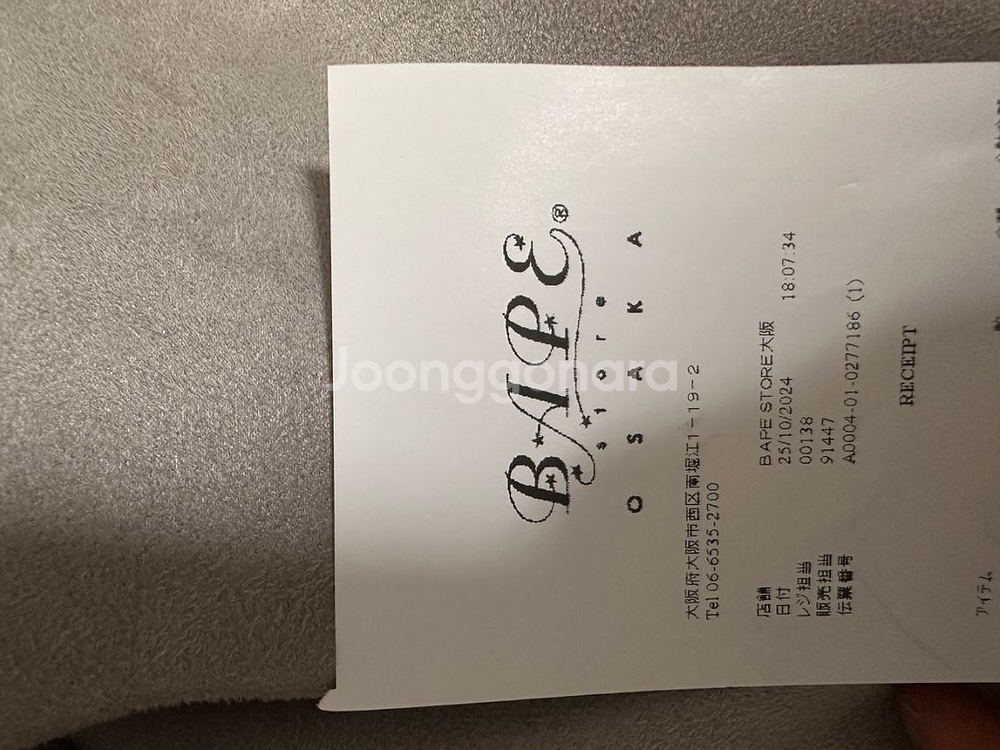 BAPE®
store
OSAKA
大阪府大阪市西区南堀江1-19-2
Tel 06-6535-2700
店舗 BAPE STORE大阪
日付 25/10/2024 18:07:34
レジ担当 00138
販売担当 91447
伝票番号 A0004-01-0277186 (1)
RECEIPT
アイテム
Joonggonara